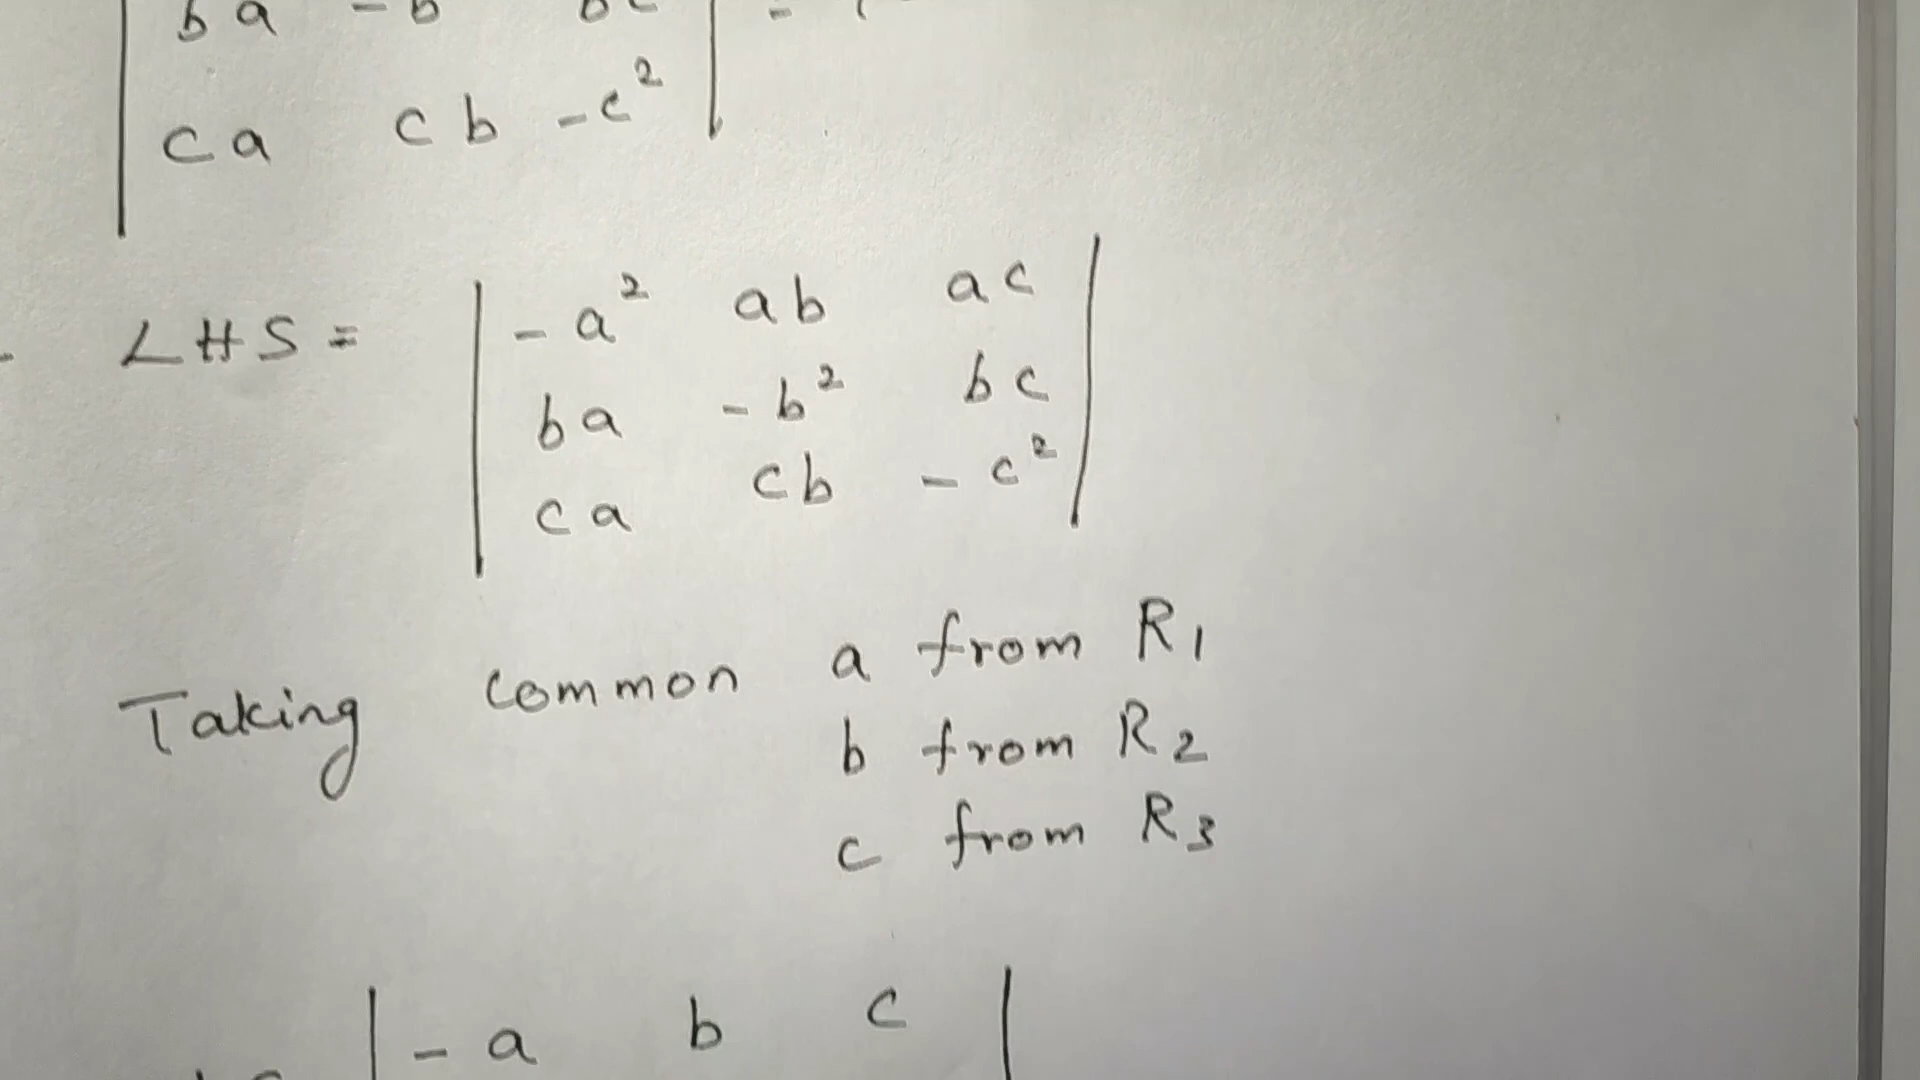 ba
ca cb -c²
LHS = | -a² ab ac |
| ba -b² bc |
| ca cb -c² |
Taking common a from R1
b from R2
c from R3
| -a b c |